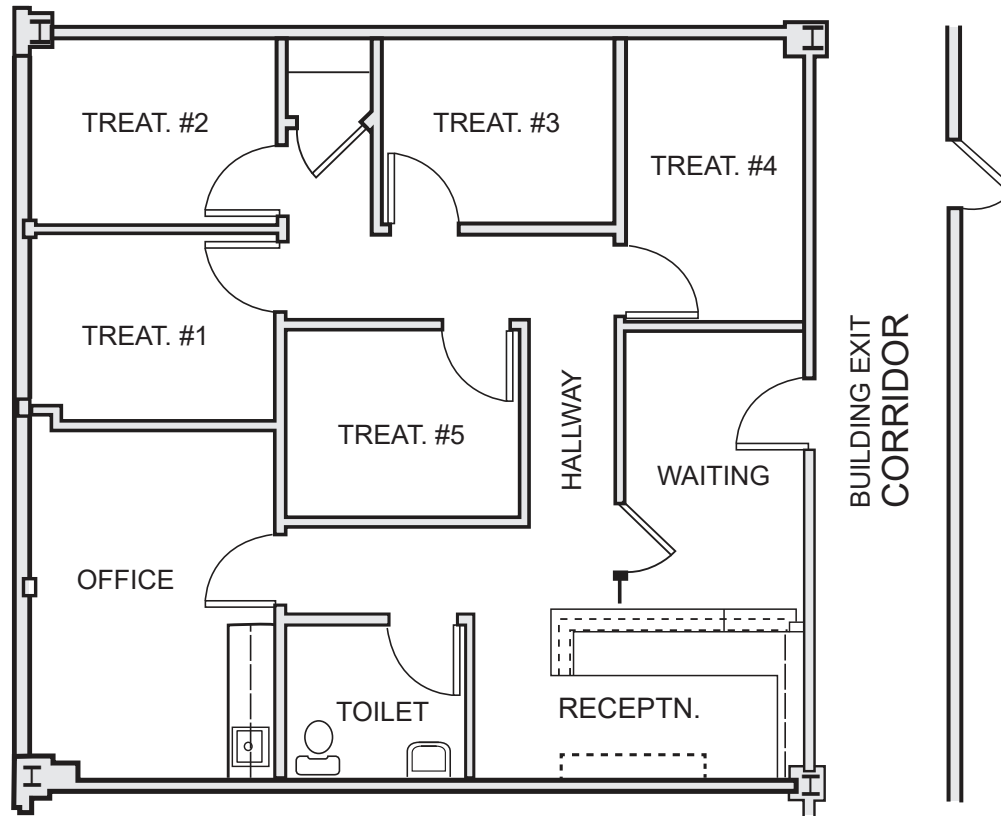 TREAT. #2
TREAT. #3
TREAT. #4
TREAT. #1
TREAT. #5
HALLWAY
WAITING
BUILDING EXIT
CORRIDOR
OFFICE
TOILET
RECEPTN.